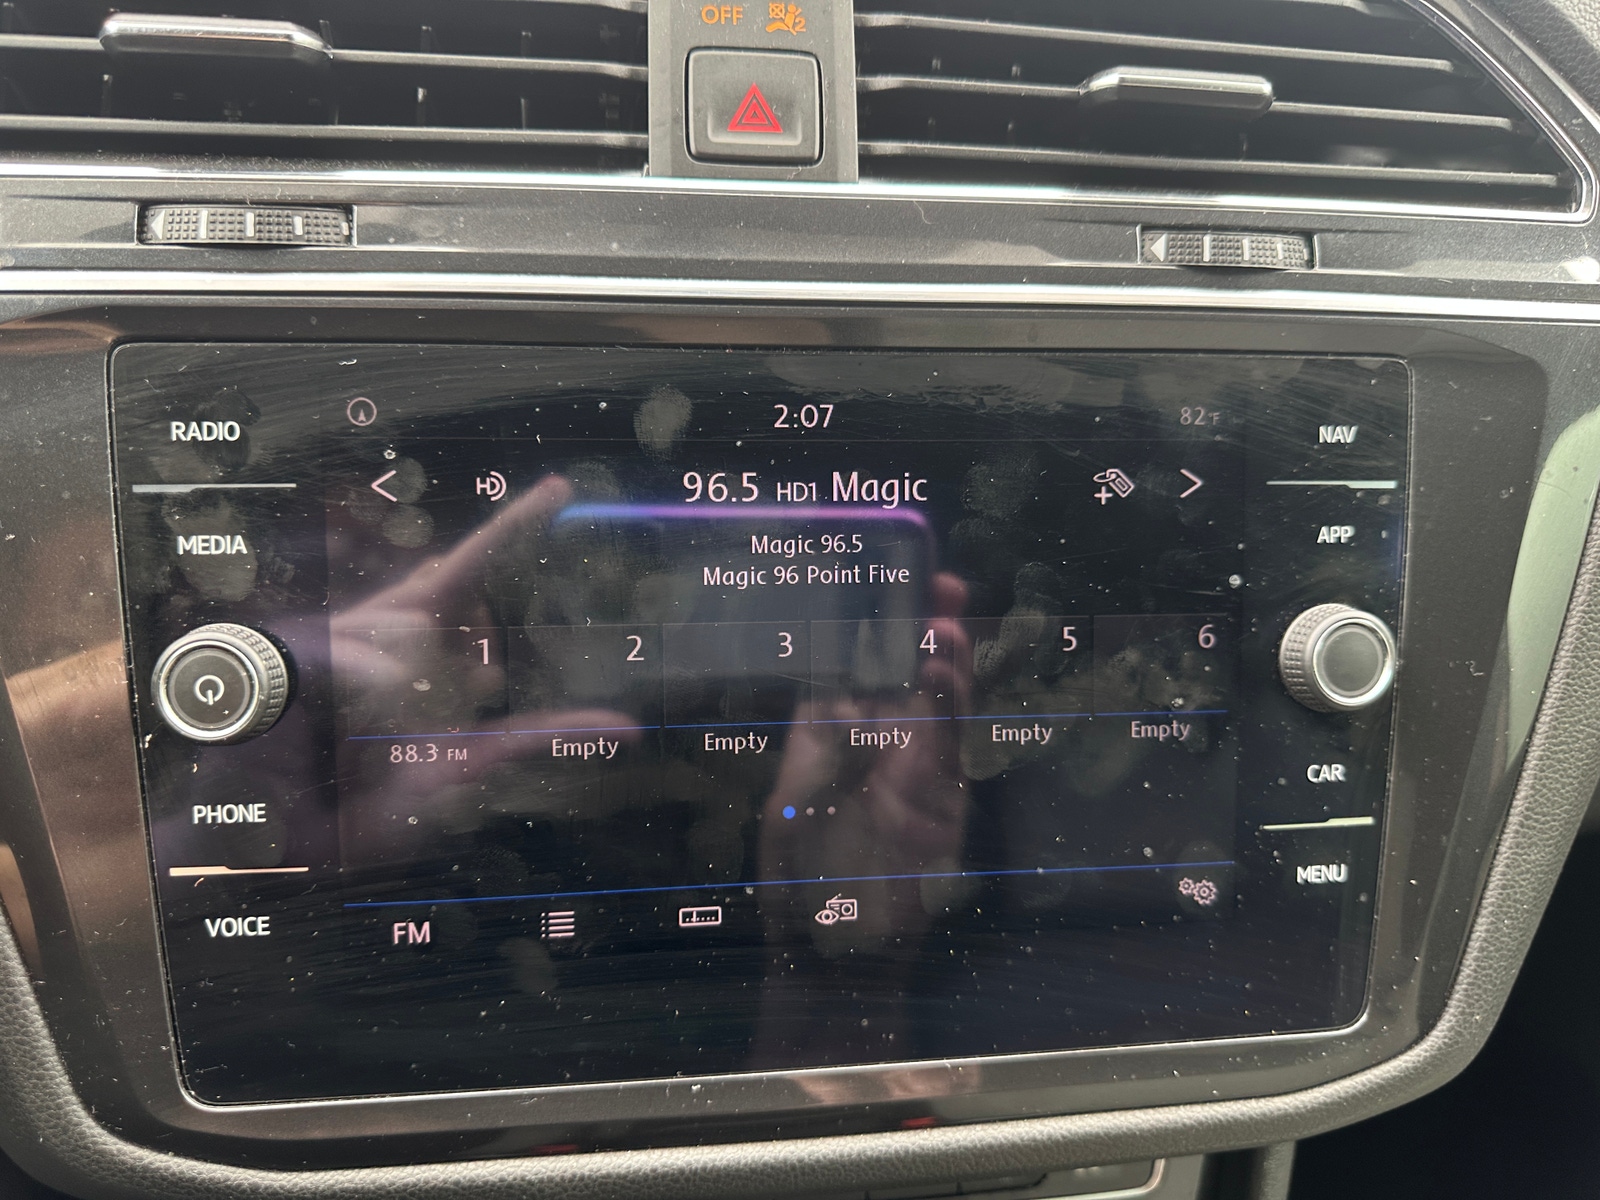 OFF
2
RADIO
MEDIA
PHONE
VOICE
2:07
82°F
HD
96.5 HD1 Magic
Magic 96.5
Magic 96 Point Five
1
2
3
4
5
6
88.3 FM
Empty
Empty
Empty
Empty
Empty
FM
NAV
APP
CAR
MENU